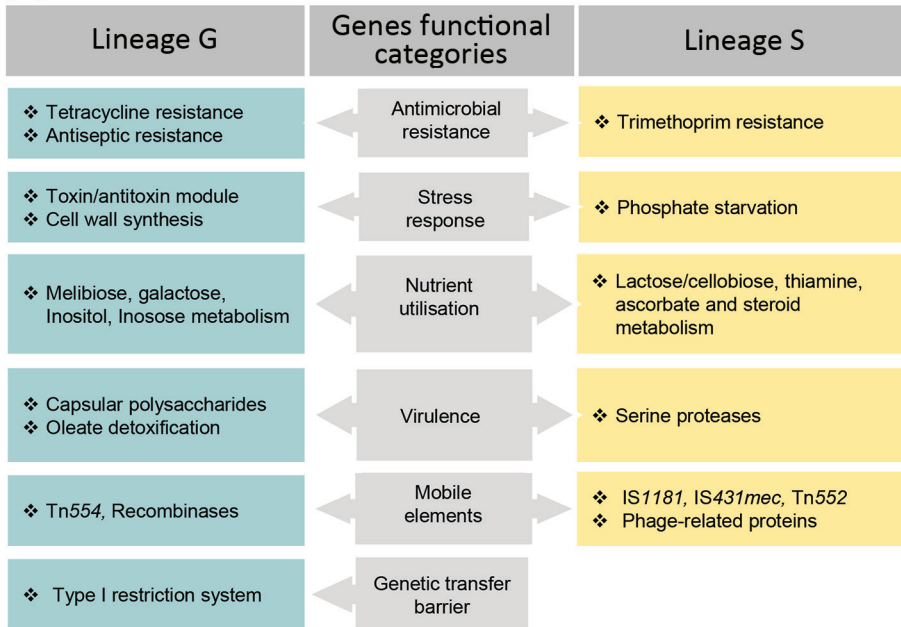 Lineage G
Genes functional
categories
Lineage S
❖ Tetracycline resistance
❖ Antiseptic resistance
Antimicrobial
resistance
❖ Trimethoprim resistance
❖ Toxin/antitoxin module
❖ Cell wall synthesis
Stress
response
❖ Phosphate starvation
❖ Melibiose, galactose,
Inositol, Inosose metabolism
Nutrient
utilisation
❖ Lactose/cellobiose, thiamine,
ascorbate and steroid
metabolism
❖ Capsular polysaccharides
❖ Oleate detoxification
Virulence
❖ Serine proteases
❖ Tn554, Recombinases
Mobile
elements
❖ IS1181, IS431mec, Tn552
❖ Phage-related proteins
❖ Type I restriction system
Genetic transfer
barrier